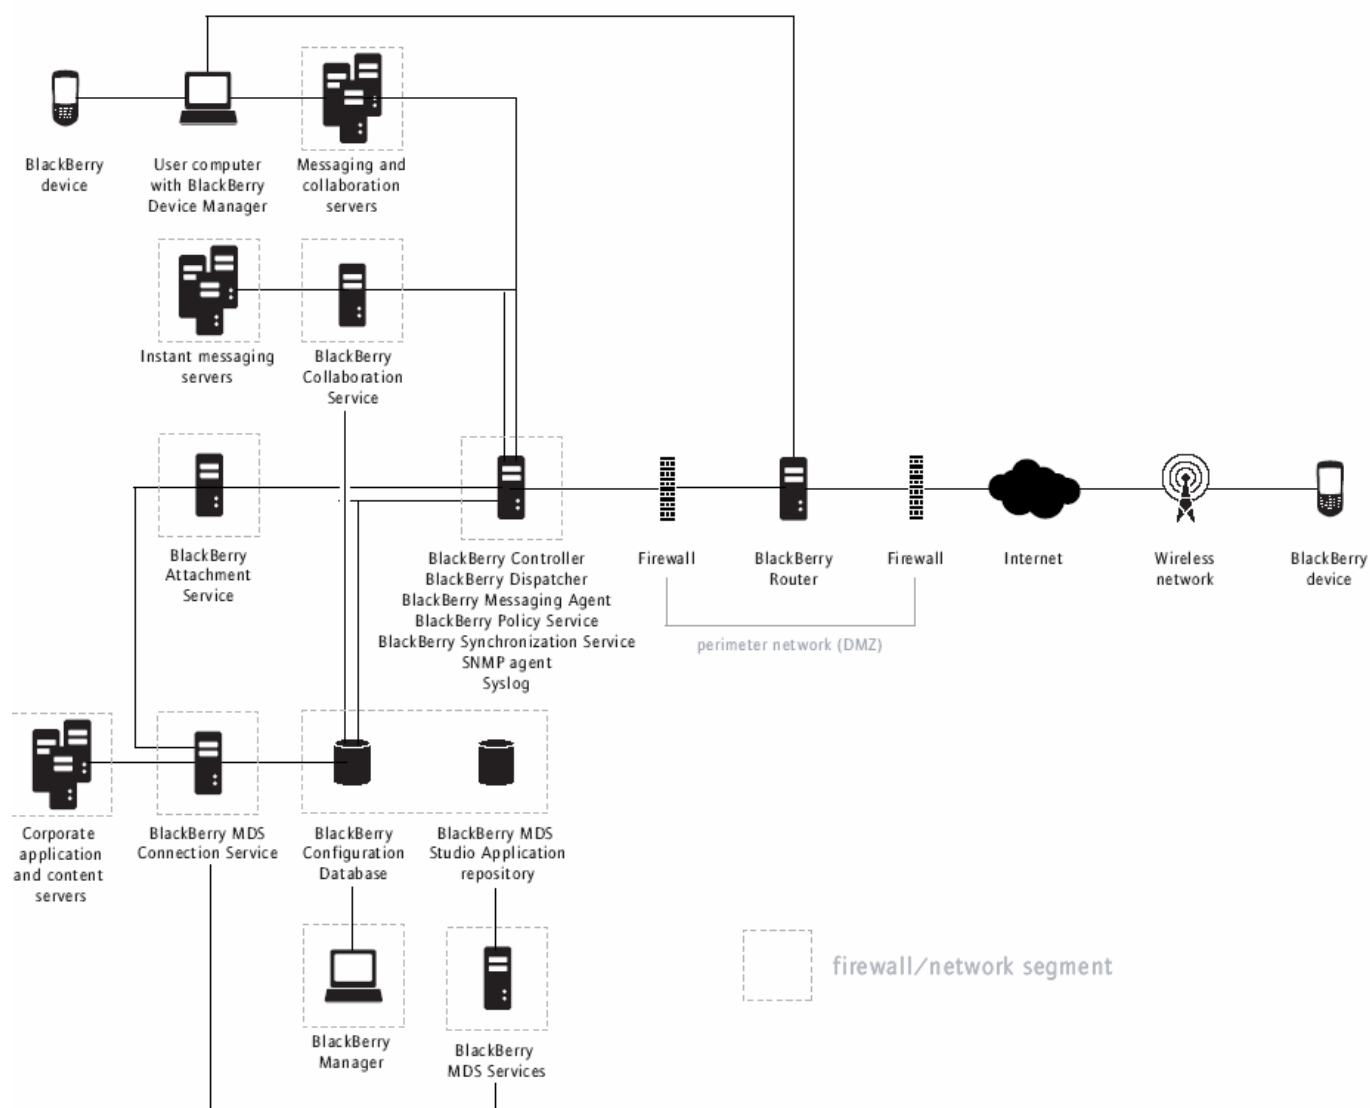 BlackBerry
device
User computer
with BlackBerry
Device Manager
Messaging and
collaboration
servers
Instant messaging
servers
BlackBerry
Collaboration
Service
BlackBerry
Attachment
Service
BlackBerry Controller
BlackBerry Dispatcher
BlackBerry Messaging Agent
BlackBerry Policy Service
BlackBerry Synchronization Service
SNMP agent
Syslog
Firewall
BlackBerry
Router
Firewall
Internet
Wireless
network
BlackBerry
device
perimeter network (DMZ)
Corporate
application
and content
servers
BlackBerry MDS
Connection Service
BlackBerry
Configuration
Database
BlackBerry MDS
Studio Application
repository
BlackBerry
Manager
BlackBerry
MDS Services
firewall/network segment